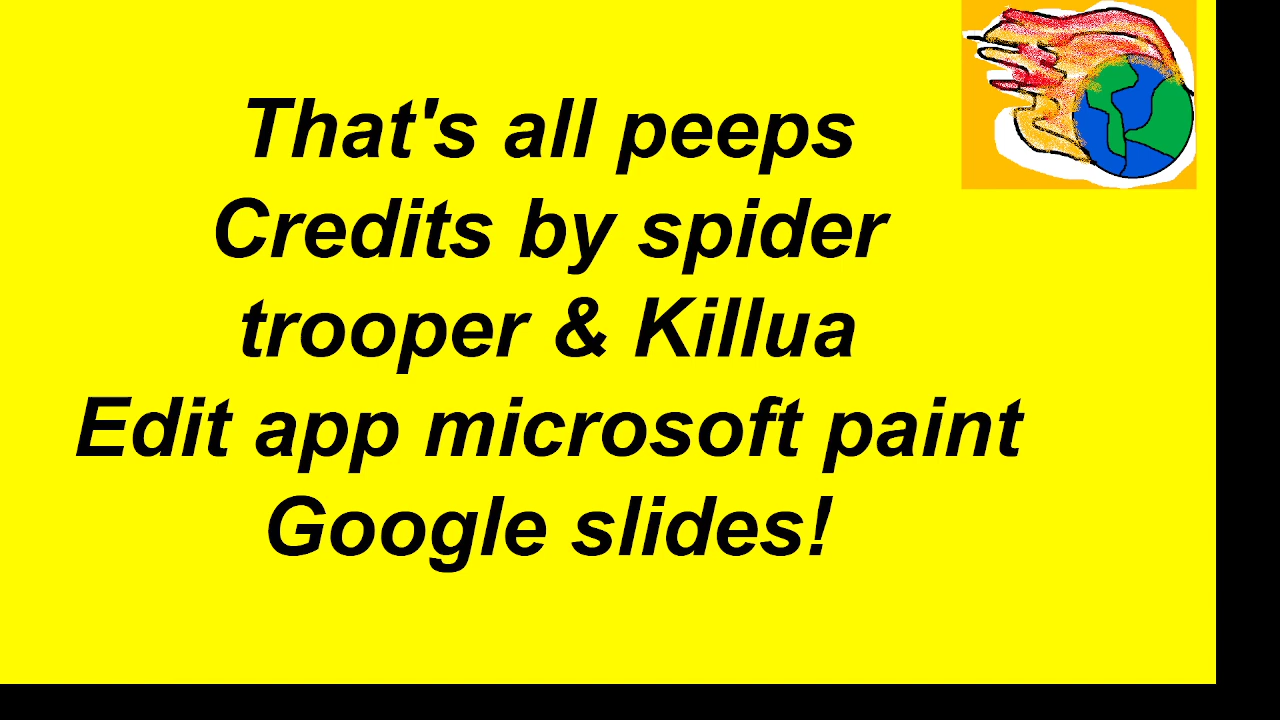 That's all peeps
Credits by spider
trooper & Killua
Edit app microsoft paint
Google slides!